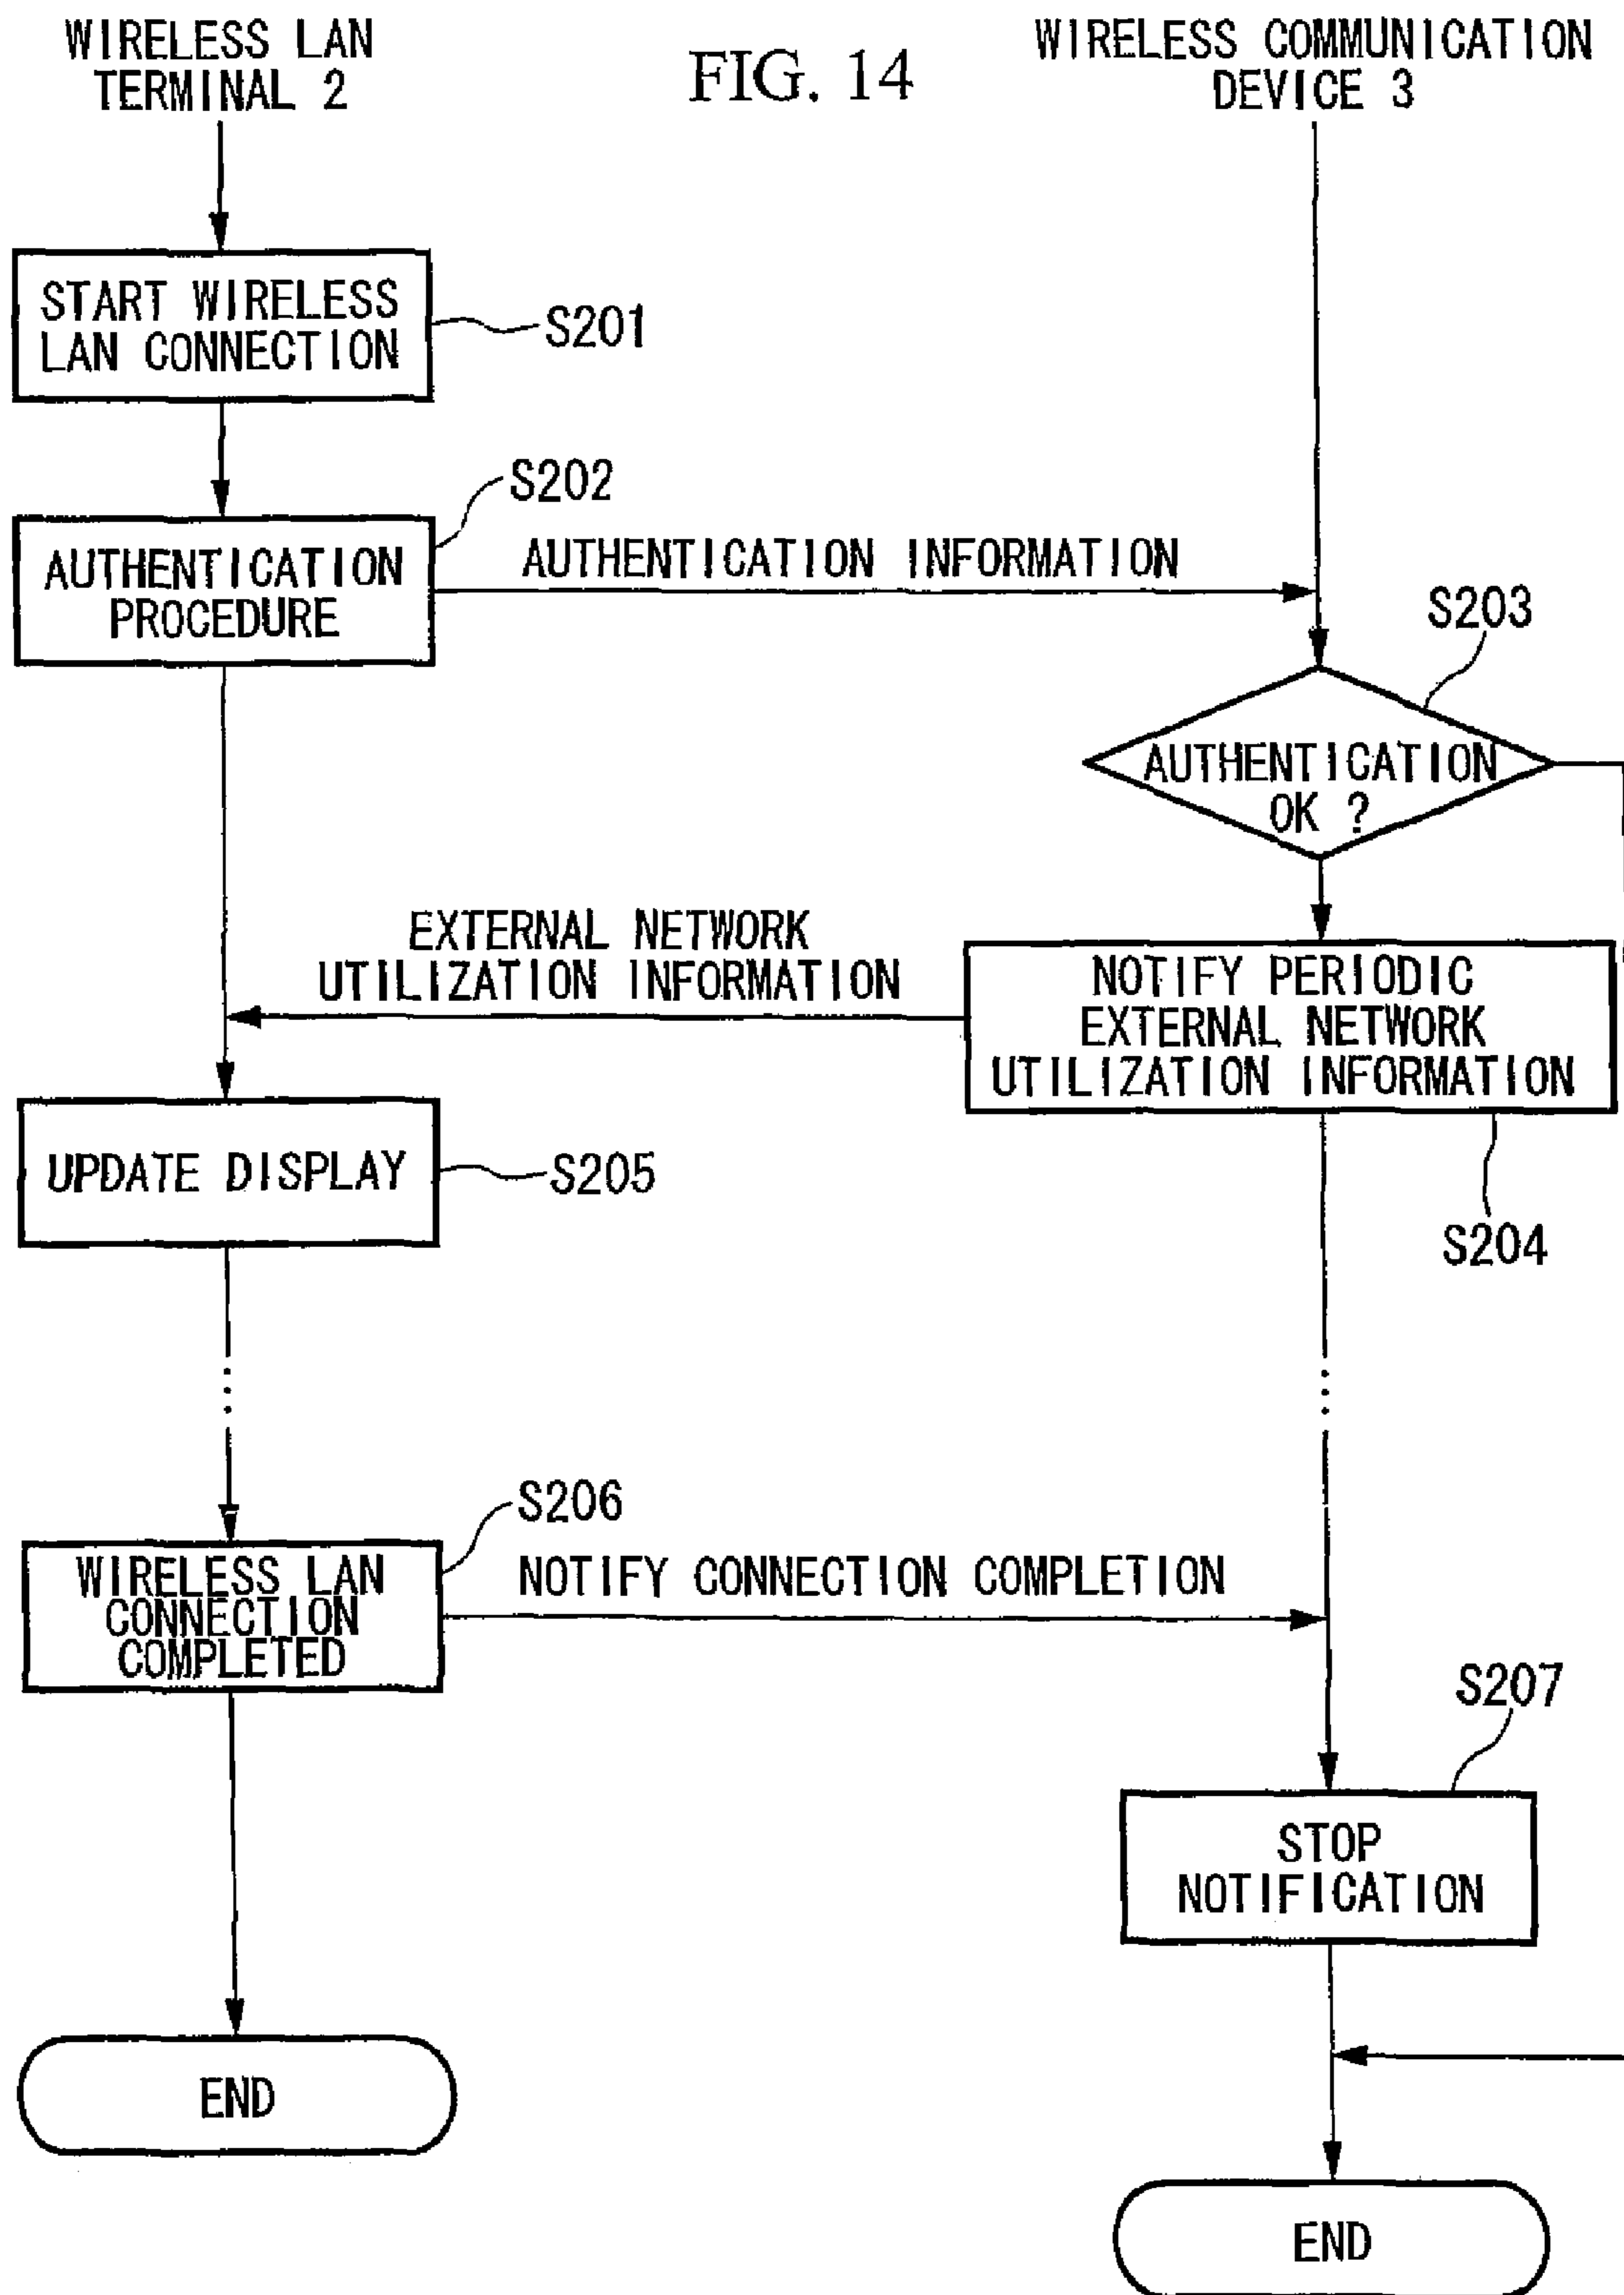 WIRELESS LAN
TERMINAL 2
FIG. 14
WIRELESS COMMUNICATION
DEVICE 3
START WIRELESS
LAN CONNECTION
S201
S202
AUTHENTICATION
PROCEDURE
AUTHENTICATION INFORMATION
S203
AUTHENTICATION
OK ?
EXTERNAL NETWORK
UTILIZATION INFORMATION
NOTIFY PERIODIC
EXTERNAL NETWORK
UTILIZATION INFORMATION
S204
UPDATE DISPLAY
S205
S206
WIRELESS LAN
CONNECTION
COMPLETED
NOTIFY CONNECTION COMPLETION
S207
STOP
NOTIFICATION
END
END